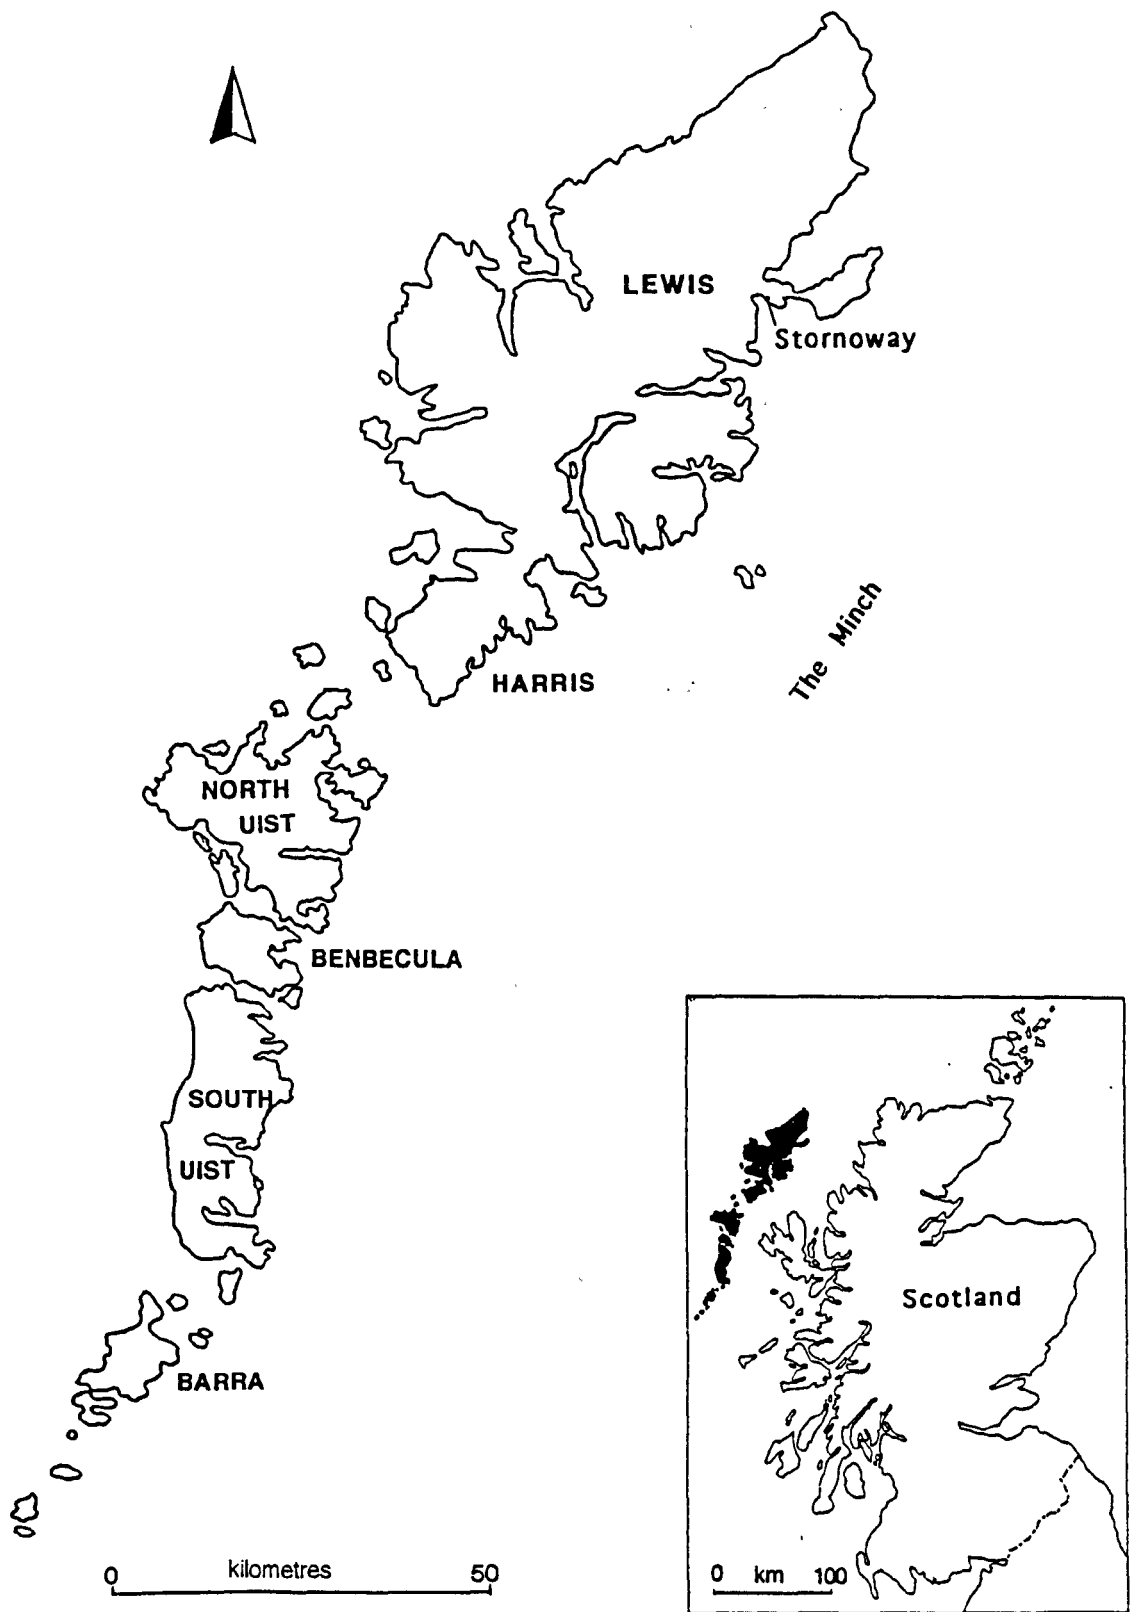 LEWIS
Stornoway
The Minch
HARRIS
NORTH
UIST
BENBECULA
SOUTH
UIST
BARRA
0 kilometres 50
Scotland
0 km 100